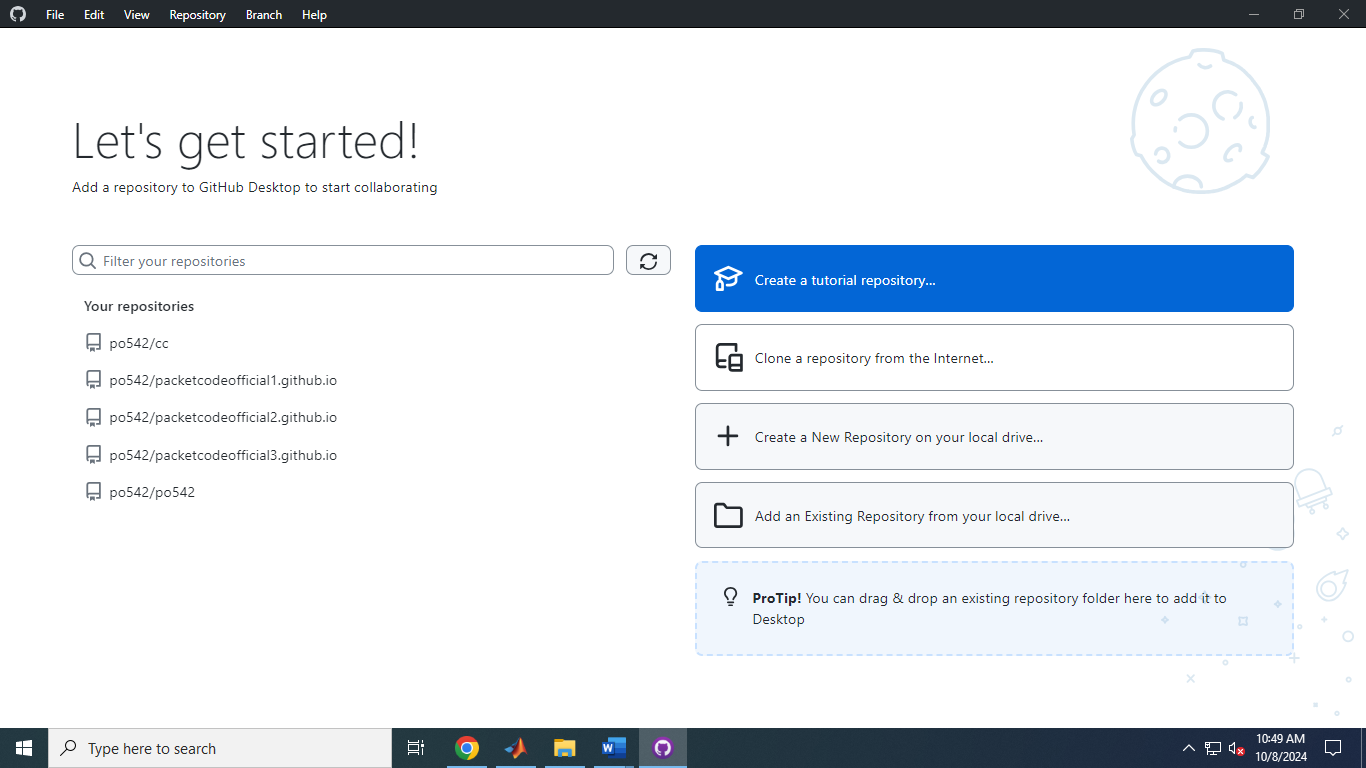 File Edit View Repository Branch Help
Let's get started!
Add a repository to GitHub Desktop to start collaborating
Filter your repositories
Your repositories
po542/cc
po542/packetcodeofficial1.github.io
po542/packetcodeofficial2.github.io
po542/packetcodeofficial3.github.io
po542/po542
Create a tutorial repository...
Clone a repository from the Internet...
Create a New Repository on your local drive...
Add an Existing Repository from your local drive...
ProTip! You can drag & drop an existing repository folder here to add it to
Desktop
Type here to search
W
10:49 AM
10/8/2024